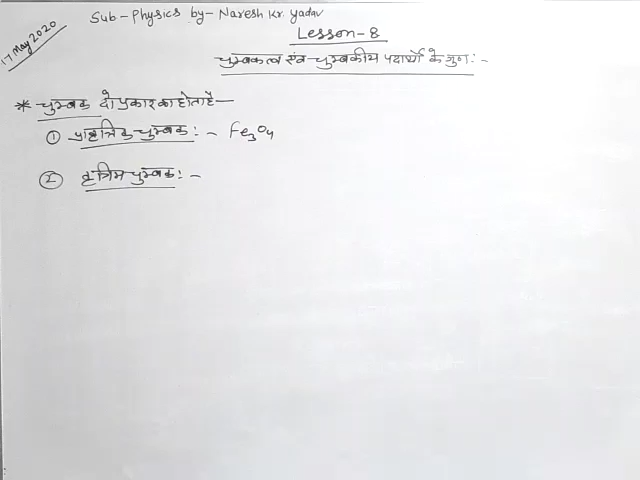 17 May 2020
Sub-Physics by- Naresh Kr. Yadav
Lesson-8
चुम्बकत्व एंव चुम्बकीय पदार्थो के गुण :-
* चुम्बक दो प्रकार का होता है—
① प्राकृतिक चुम्बक :- Fe₃O₄
② कृत्रिम चुम्बक :-